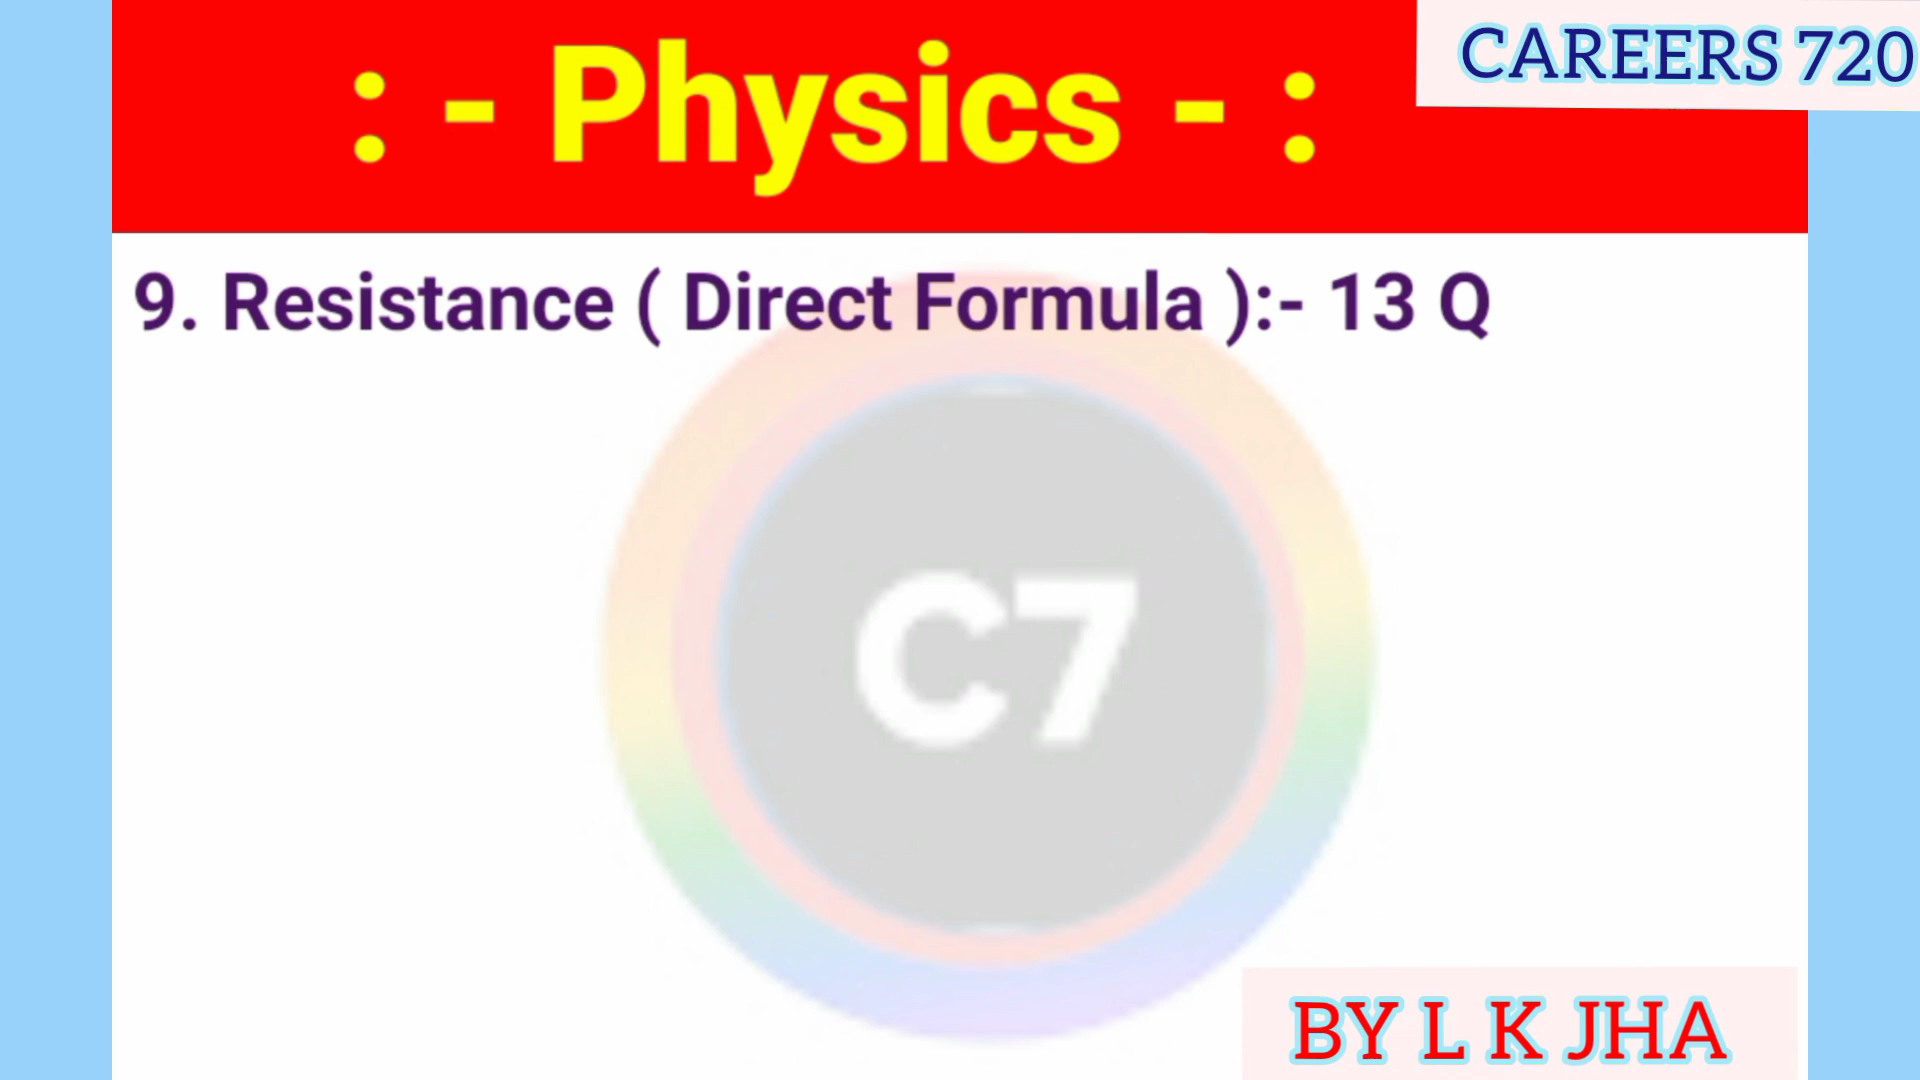 : - Physics - :
CAREERS 720
9. Resistance ( Direct Formula ):- 13 Q
C7
BY L K JHA